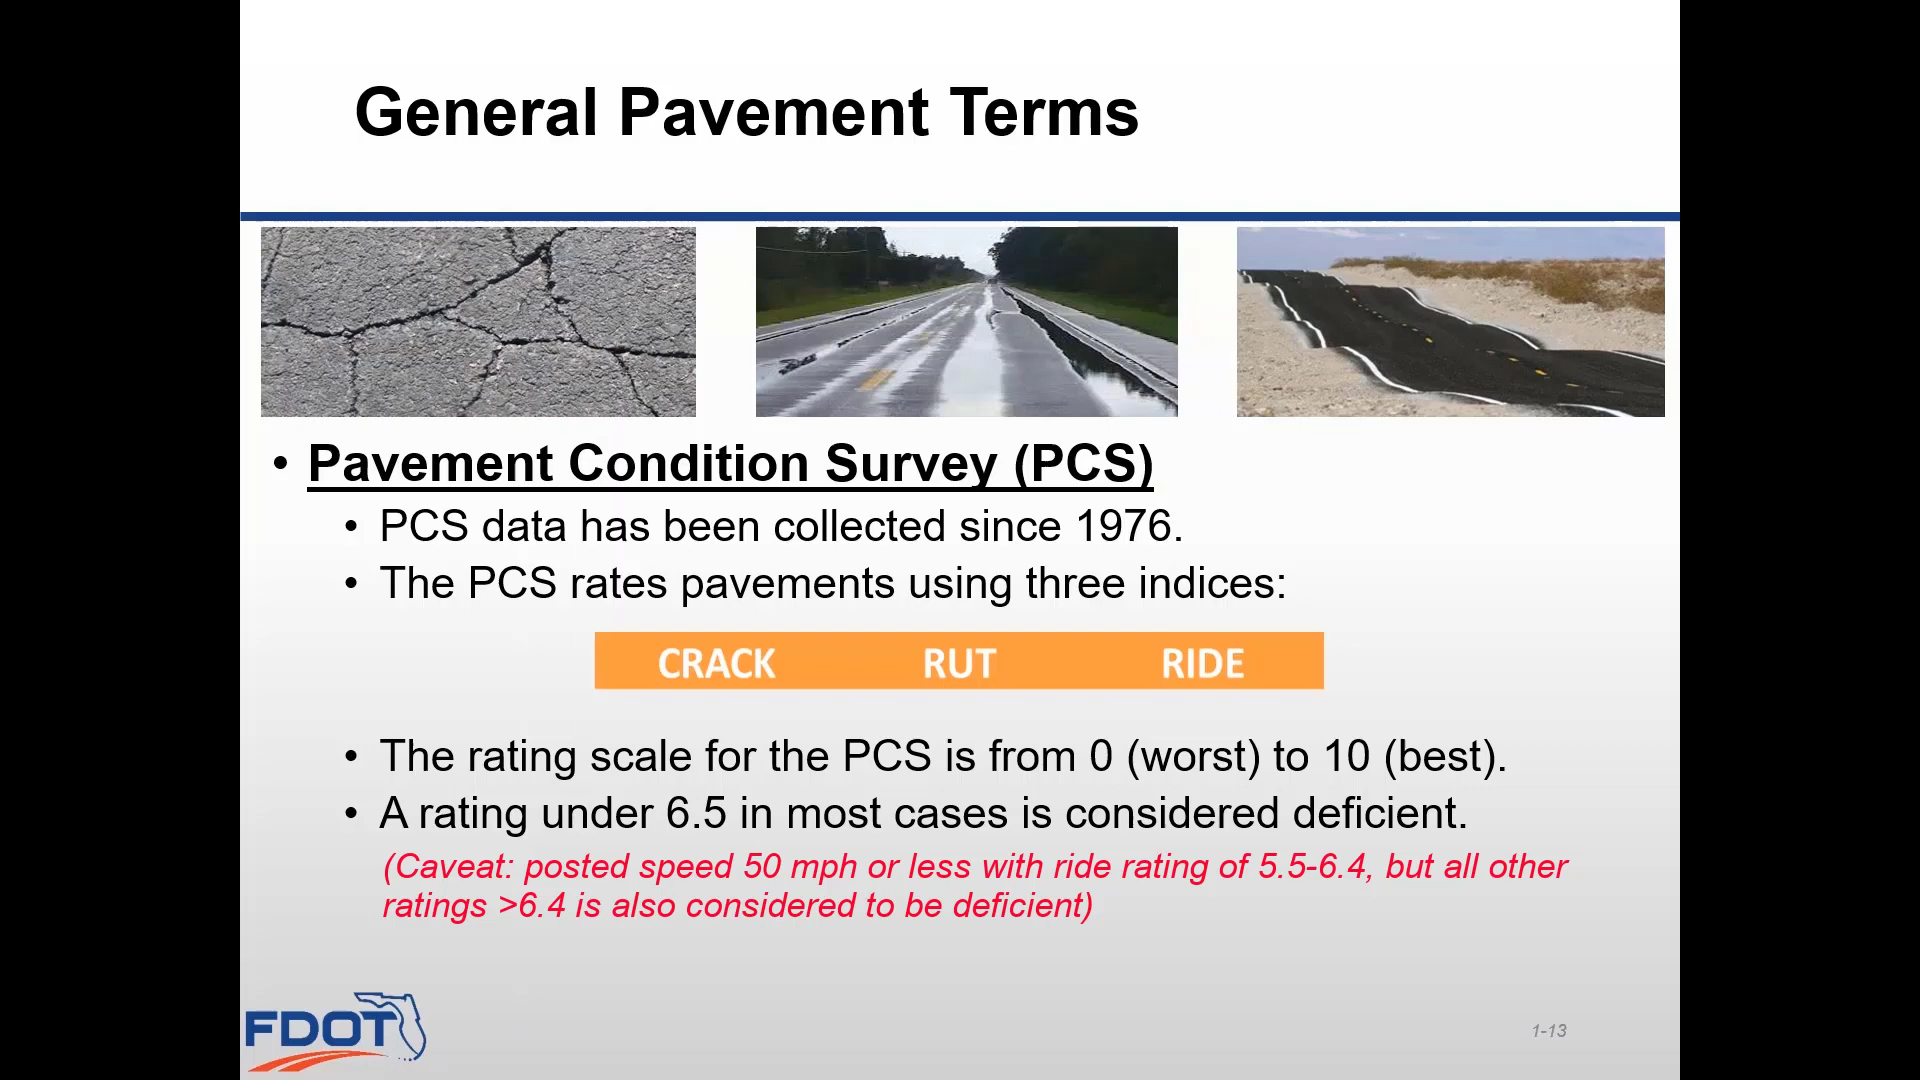 General Pavement Terms
• Pavement Condition Survey (PCS)
• PCS data has been collected since 1976.
• The PCS rates pavements using three indices:
CRACK RUT RIDE
• The rating scale for the PCS is from 0 (worst) to 10 (best).
• A rating under 6.5 in most cases is considered deficient.
(Caveat: posted speed 50 mph or less with ride rating of 5.5-6.4, but all other
ratings >6.4 is also considered to be deficient)
FDOT
1-13